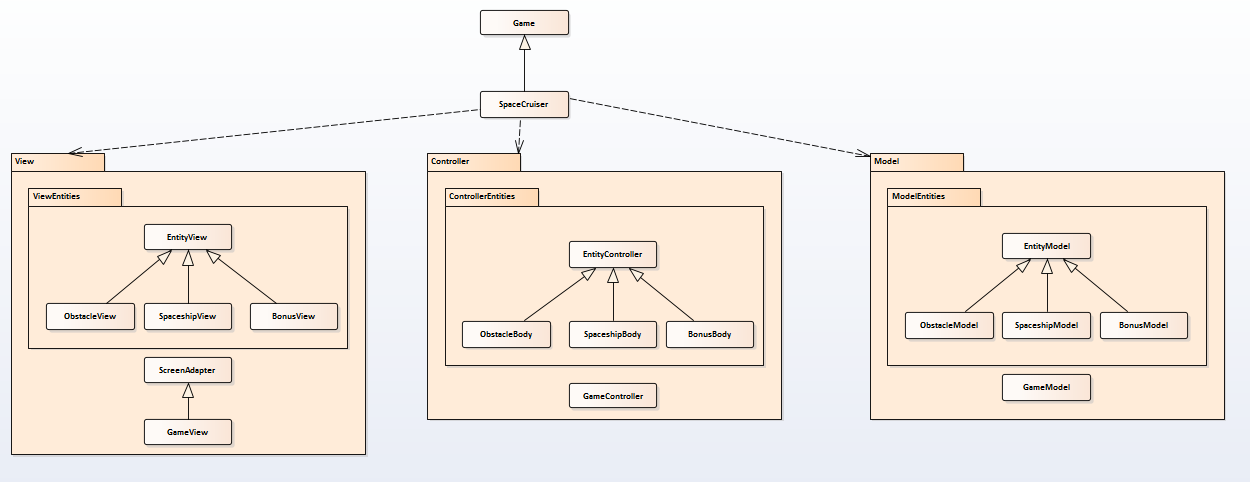 Game
SpaceCruiser
View
Controller
Model
ViewEntities
ControllerEntities
ModelEntities
EntityView
EntityController
EntityModel
ObstacleView
SpaceshipView
BonusView
ObstacleBody
SpaceshipBody
BonusBody
ObstacleModel
SpaceshipModel
BonusModel
ScreenAdapter
GameController
GameModel
GameView